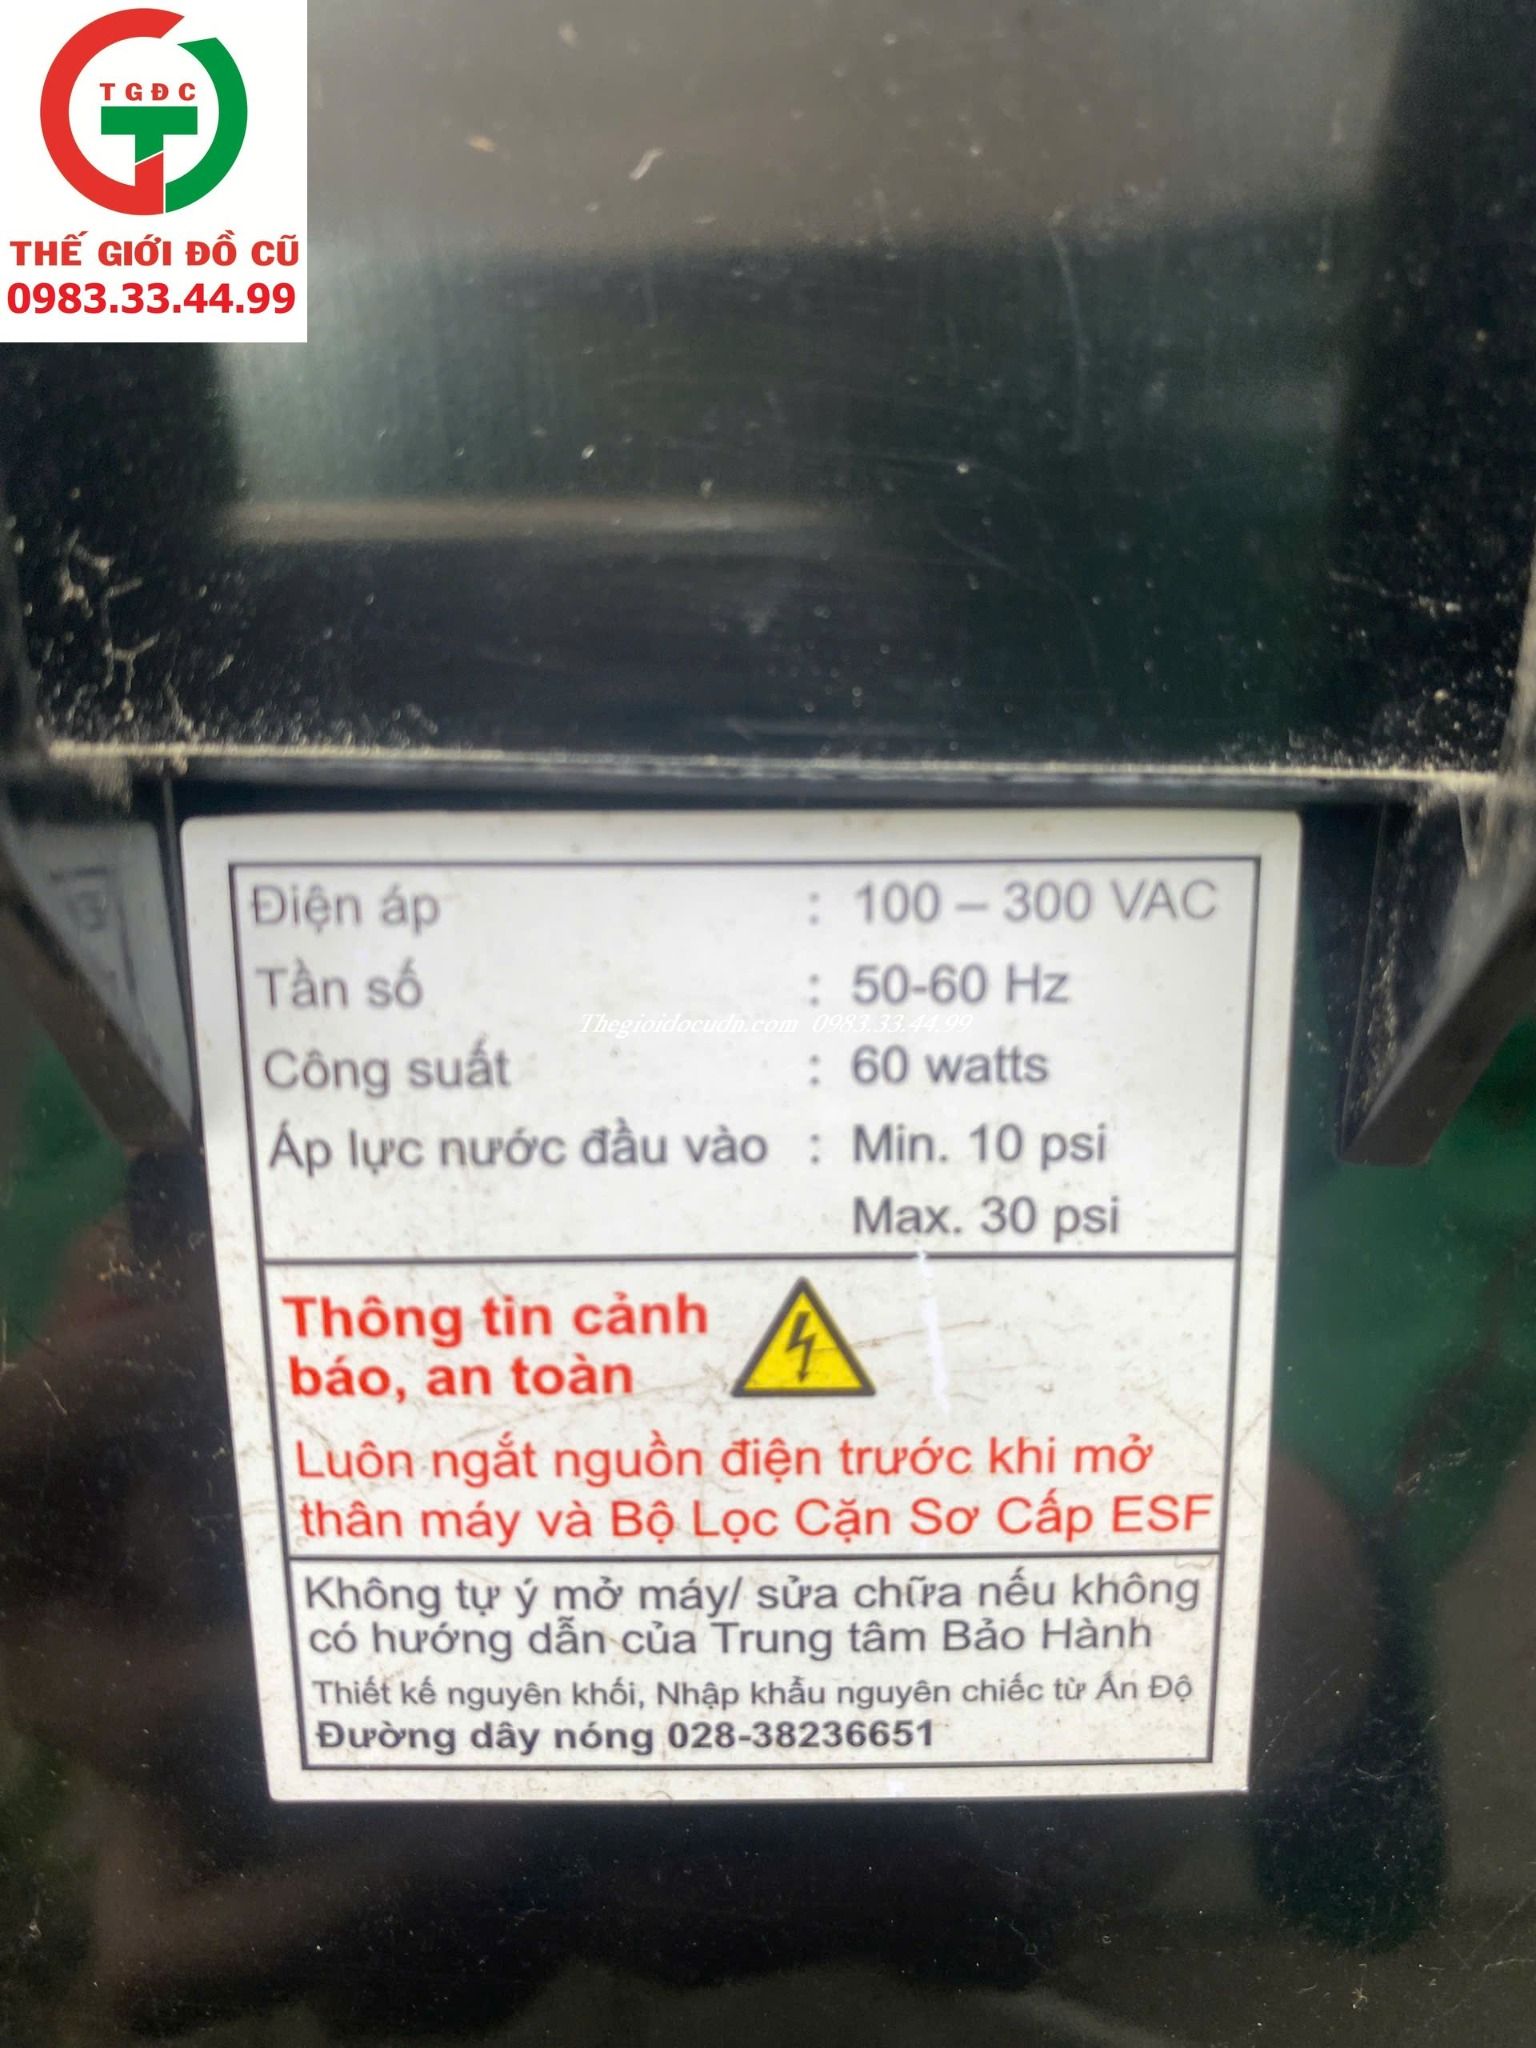 TGĐC
THẾ GIỚI ĐỒ CŨ
0983.33.44.99
Điện áp : 100 – 300 VAC
Tần số : 50-60 Hz
Thegioidocudn.com 0983.33.44.99
Công suất : 60 watts
Áp lực nước đầu vào : Min. 10 psi
Max. 30 psi
Thông tin cảnh
báo, an toàn
Luôn ngắt nguồn điện trước khi mở
thân máy và Bộ Lọc Cặn Sơ Cấp ESF
Không tự ý mở máy/ sửa chữa nếu không
có hướng dẫn của Trung tâm Bảo Hành
Thiết kế nguyên khối, Nhập khẩu nguyên chiếc từ Ấn Độ
Đường dây nóng 028-38236651